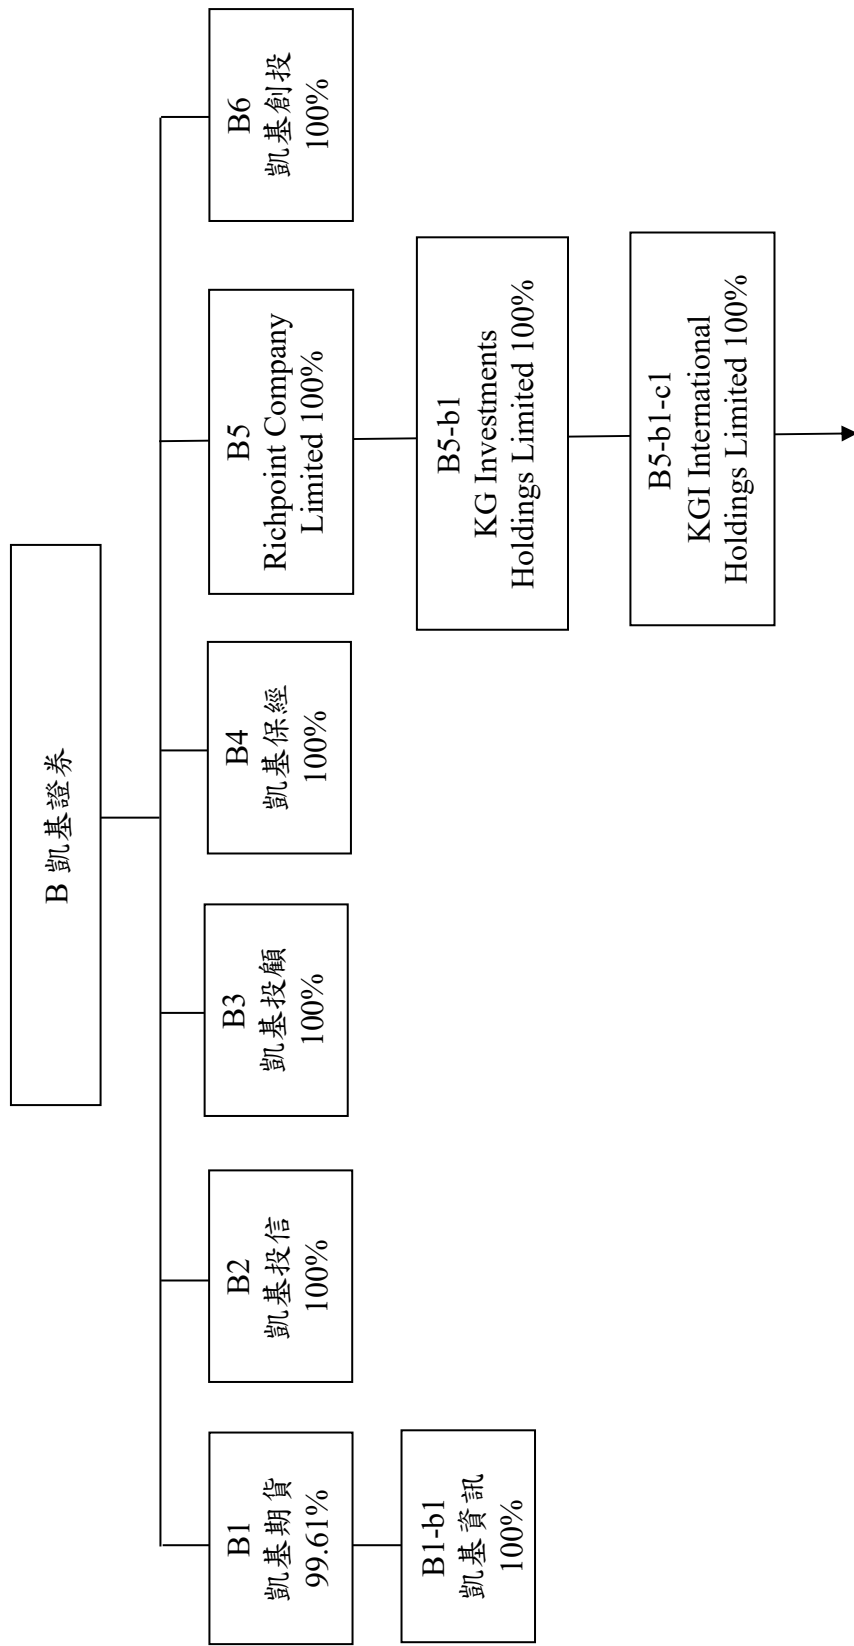 B 凱基證券
B1
凱基期貨
99.61%
B2
凱基投信
100%
B3
凱基投顧
100%
B4
凱基保經
100%
B5
Richpoint Company
Limited 100%
B6
凱基創投
100%
B1-b1
凱基資訊
100%
B5-b1
KG Investments
Holdings Limited 100%
B5-b1-c1
KGI International
Holdings Limited 100%